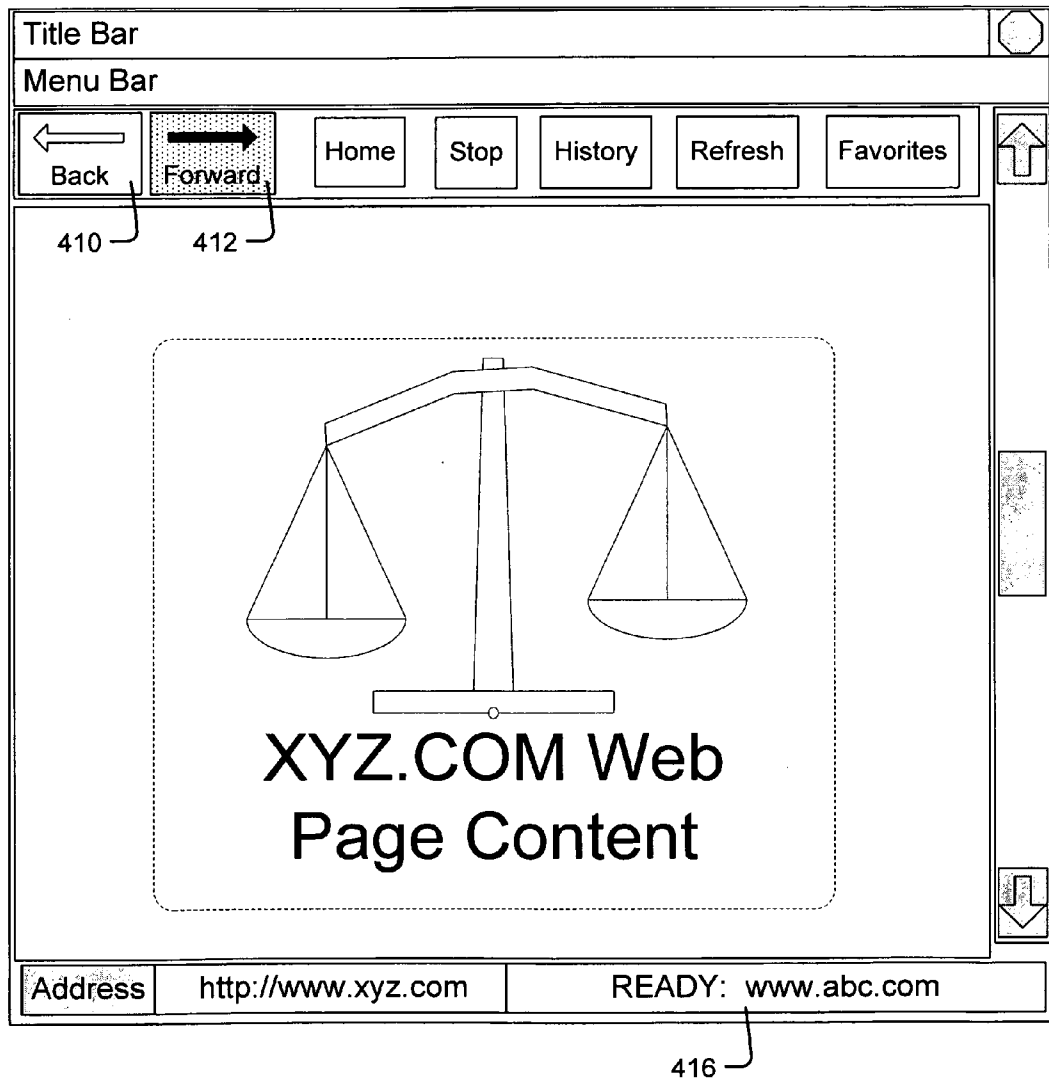 Title Bar
Menu Bar
Back
Forward
Home
Stop
History
Refresh
Favorites
410
412
XYZ.COM Web
Page Content
Address
http://www.xyz.com
READY: www.abc.com
416